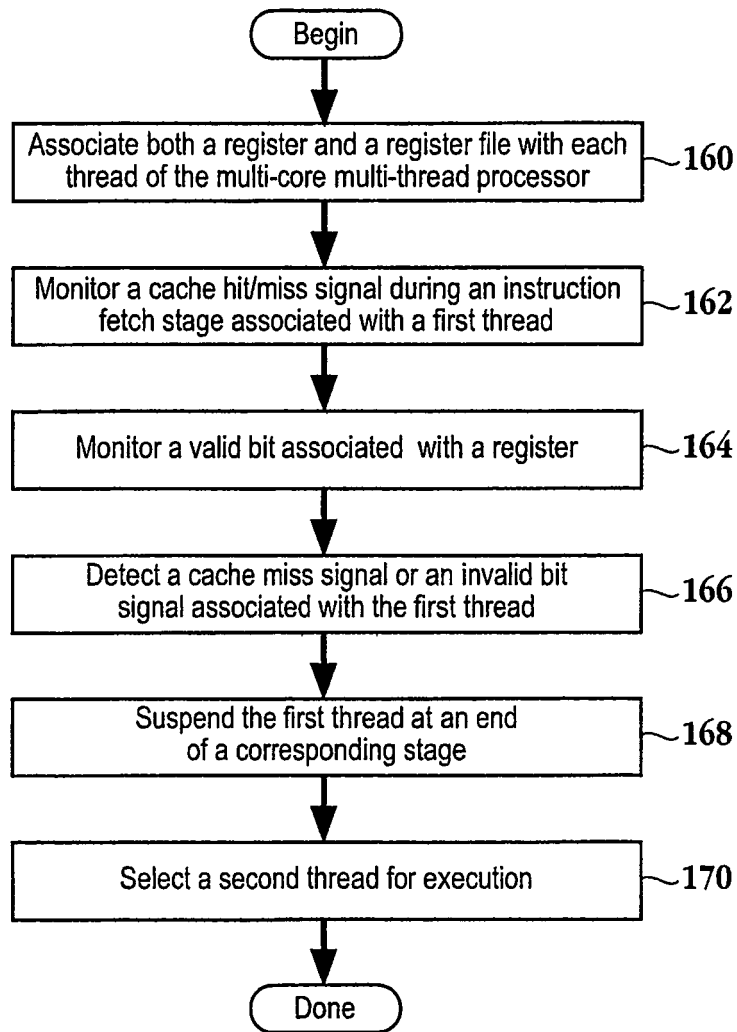 Begin
Associate both a register and a register file with each
thread of the multi-core multi-thread processor
160
Monitor a cache hit/miss signal during an instruction
fetch stage associated with a first thread
162
Monitor a valid bit associated with a register
164
Detect a cache miss signal or an invalid bit
signal associated with the first thread
166
Suspend the first thread at an end
of a corresponding stage
168
Select a second thread for execution
170
Done